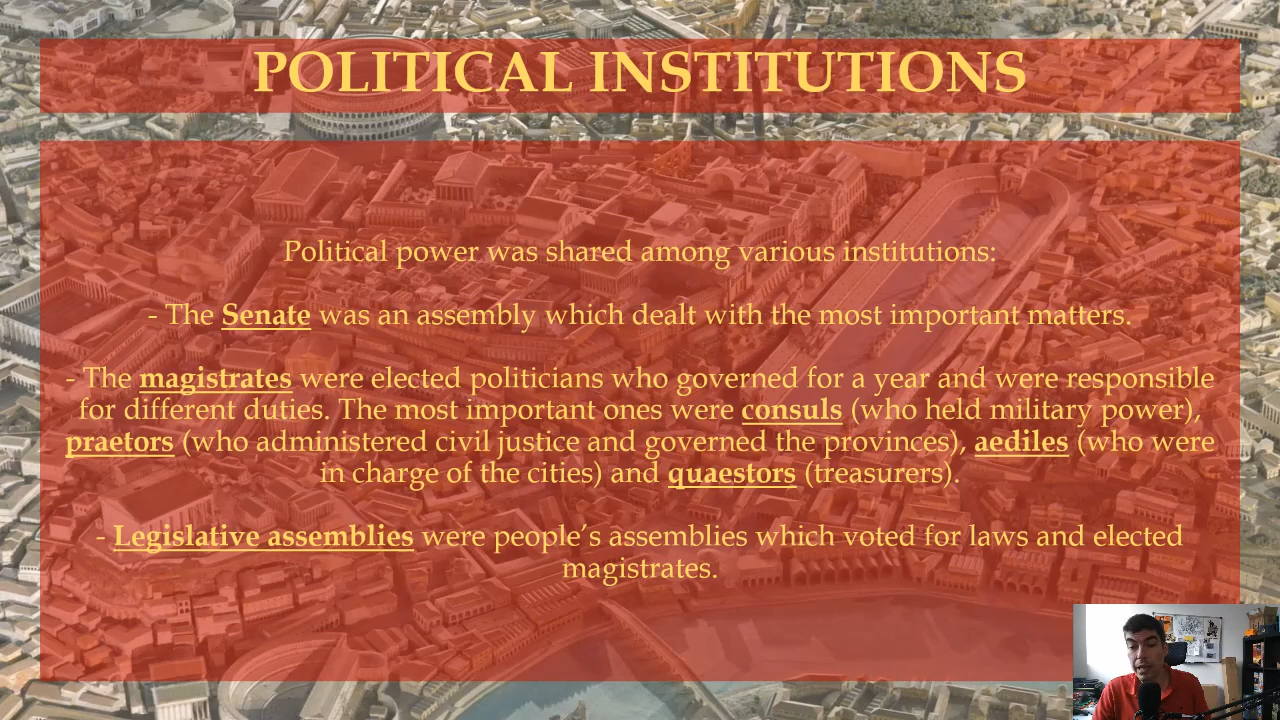 POLITICAL INSTITUTIONS
Political power was shared among various institutions:
- The Senate was an assembly which dealt with the most important matters.
- The magistrates were elected politicians who governed for a year and were responsible
for different duties. The most important ones were consuls (who held military power),
praetors (who administered civil justice and governed the provinces), aediles (who were
in charge of the cities) and quaestors (treasurers).
- Legislative assemblies were people’s assemblies which voted for laws and elected
magistrates.